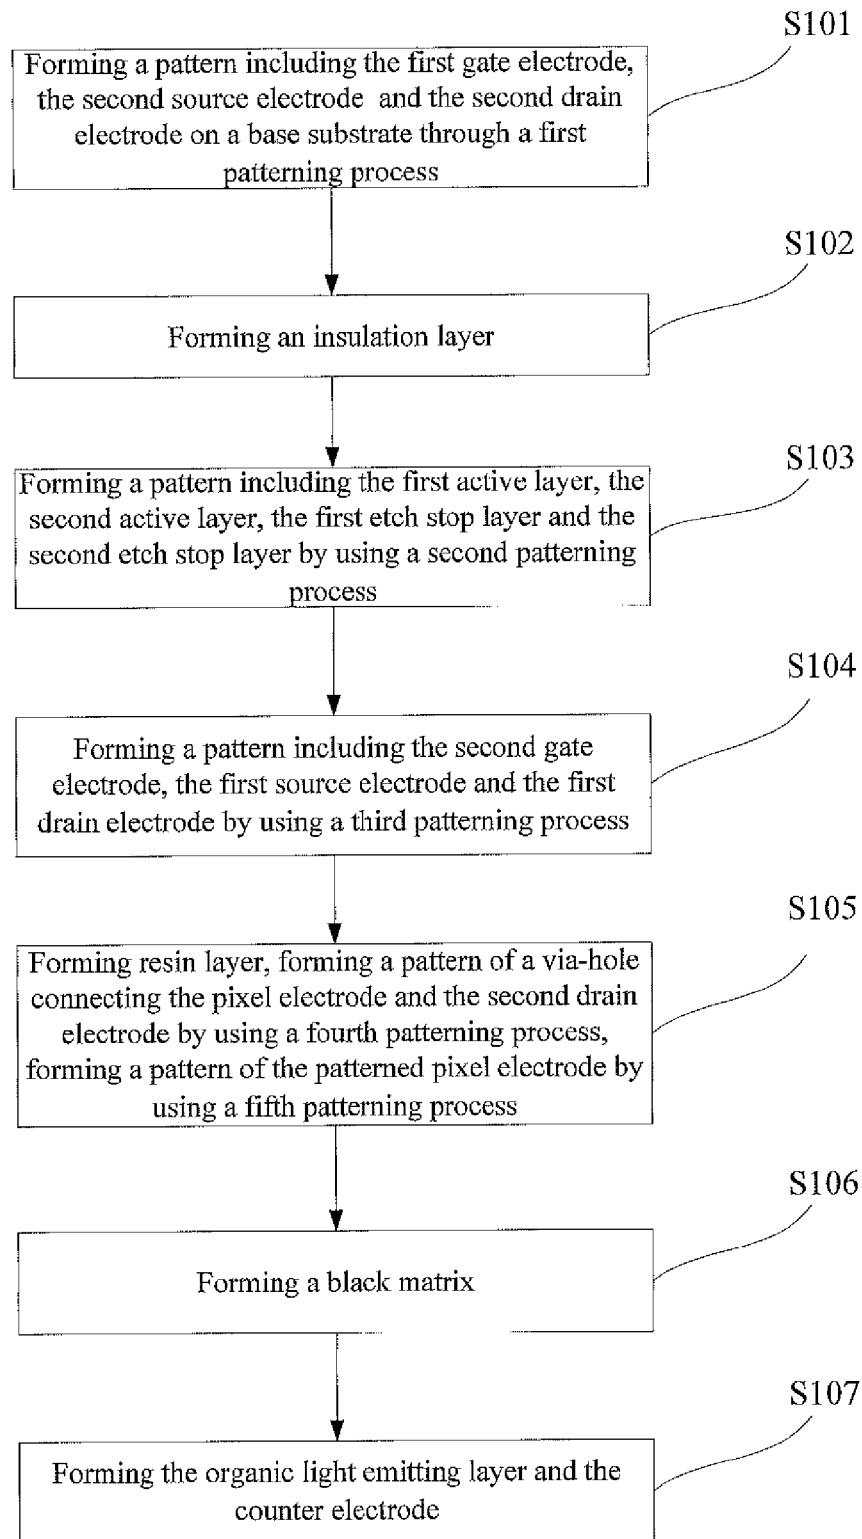 S101
Forming a pattern including the first gate electrode,
the second source electrode and the second drain
electrode on a base substrate through a first
patterning process
S102
Forming an insulation layer
S103
Forming a pattern including the first active layer, the
second active layer, the first etch stop layer and the
second etch stop layer by using a second patterning
process
S104
Forming a pattern including the second gate
electrode, the first source electrode and the first
drain electrode by using a third patterning process
S105
Forming resin layer, forming a pattern of a via-hole
connecting the pixel electrode and the second drain
electrode by using a fourth patterning process,
forming a pattern of the patterned pixel electrode by
using a fifth patterning process
S106
Forming a black matrix
S107
Forming the organic light emitting layer and the
counter electrode